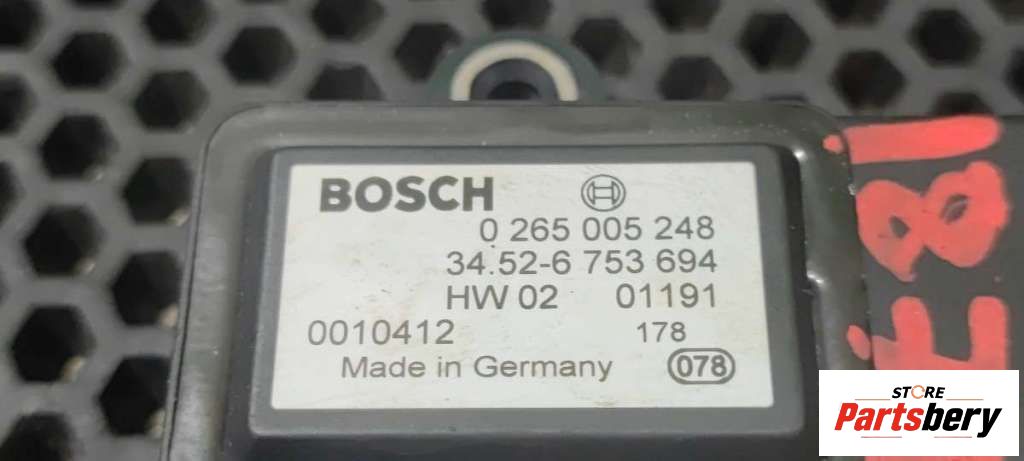 BOSCH
0 265 005 248
34.52-6 753 694
HW 02 01191
0010412 178
Made in Germany 078
E81
STORE
Partsbery